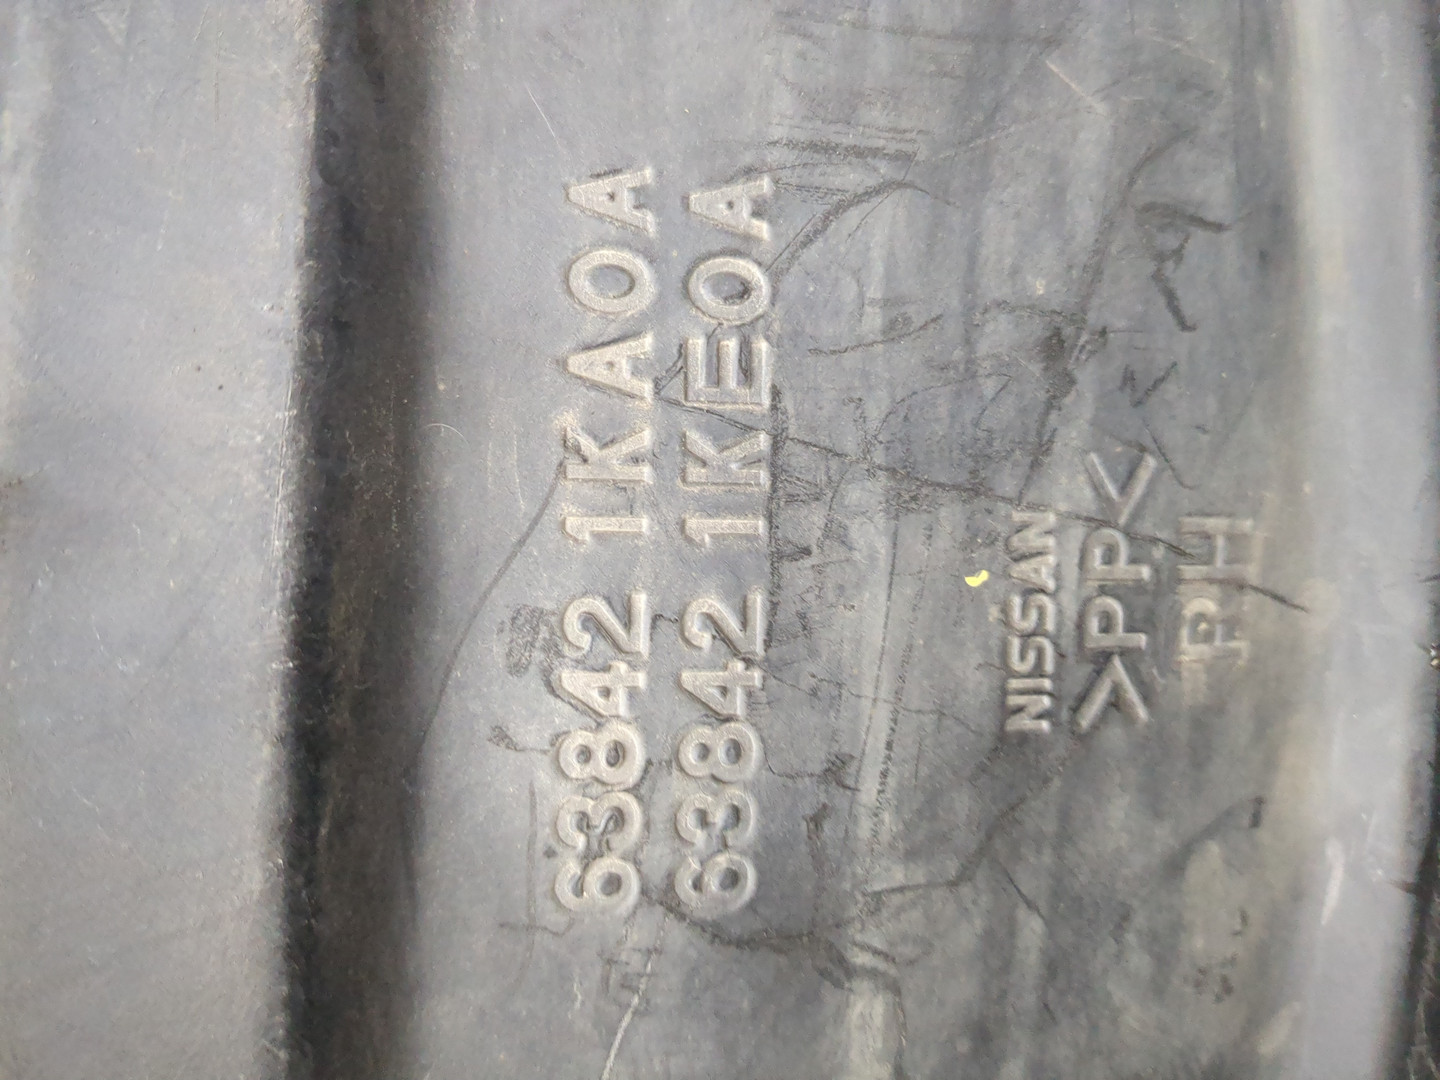 63842 1KA0A
63842 1KE0A
NISSAN
>PP<
RH